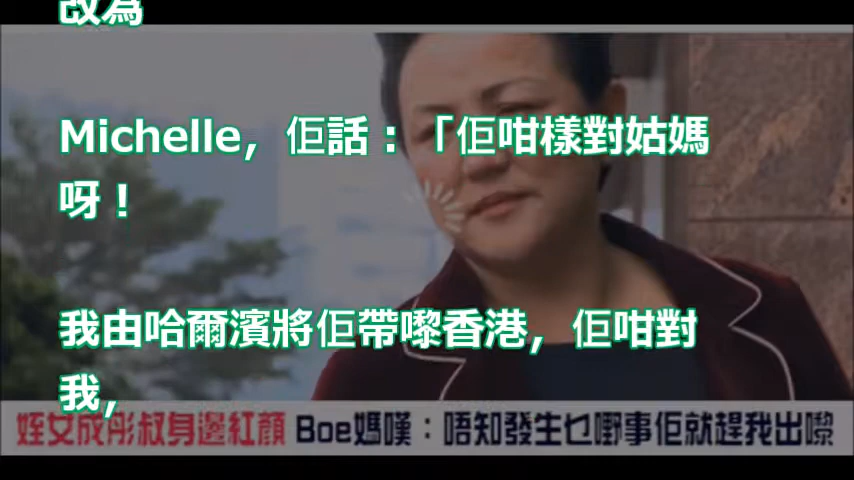 改為
Michelle，佢話：「佢咁樣對姑媽
呀！
我由哈爾濱將佢帶嚟香港，佢咁對
我，
姪女成彤叔身邊紅顏 Boe媽嘆：唔知發生乜嘢事佢就趕我出嚟